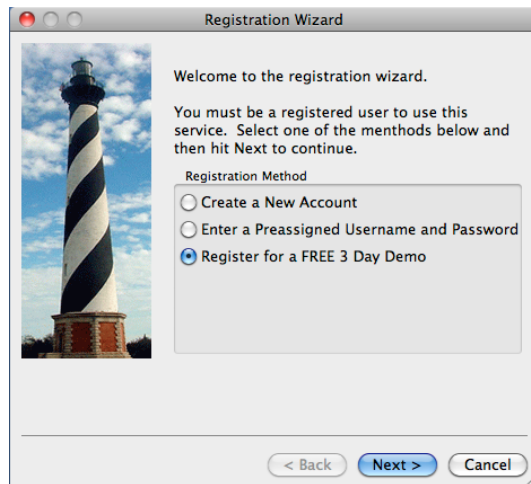 Registration Wizard
Welcome to the registration wizard.
You must be a registered user to use this
service.  Select one of the menthods below and
then hit Next to continue.
Registration Method
Create a New Account
Enter a Preassigned Username and Password
Register for a FREE 3 Day Demo
< Back
Next >
Cancel